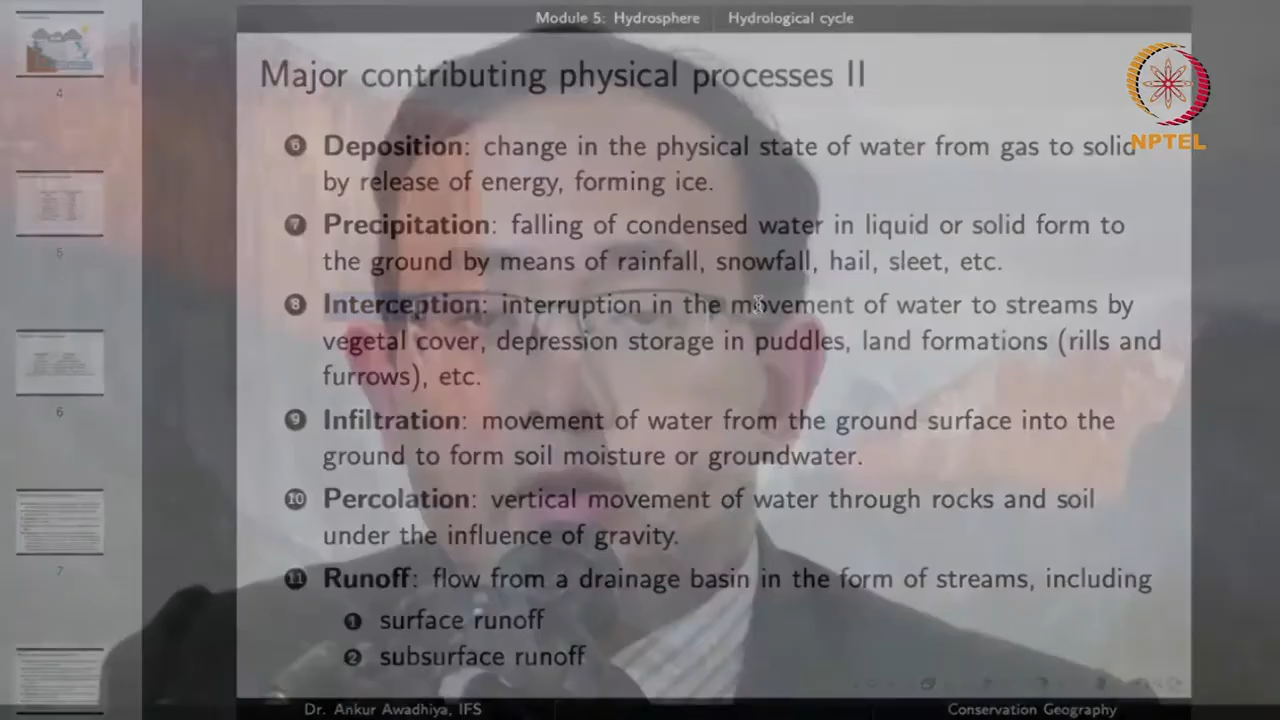 Module 5: Hydrosphere Hydrological cycle
Major contributing physical processes II
NPTEL
6 Deposition: change in the physical state of water from gas to solid
by release of energy, forming ice.
7 Precipitation: falling of condensed water in liquid or solid form to
the ground by means of rainfall, snowfall, hail, sleet, etc.
8 Interception: interruption in the movement of water to streams by
vegetal cover, depression storage in puddles, land formations (rills and
furrows), etc.
9 Infiltration: movement of water from the ground surface into the
ground to form soil moisture or groundwater.
10 Percolation: vertical movement of water through rocks and soil
under the influence of gravity.
11 Runoff: flow from a drainage basin in the form of streams, including
1 surface runoff
2 subsurface runoff
4
5
6
7
Dr. Ankur Awadhiya, IFS Conservation Geography